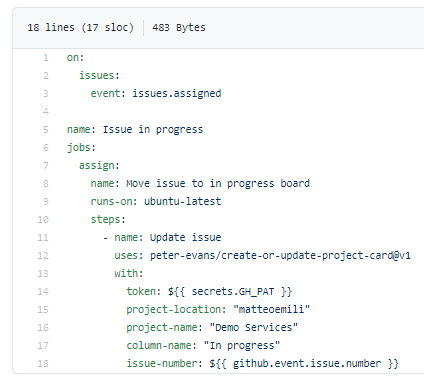 18 lines (17 sloc) 483 Bytes
1 on:
2 issues:
3 event: issues.assigned
4
5 name: Issue in progress
6 jobs:
7 assign:
8 name: Move issue to in progress board
9 runs-on: ubuntu-latest
10 steps:
11 - name: Update issue
12 uses: peter-evans/create-or-update-project-card@v1
13 with:
14 token: ${{ secrets.GH_PAT }}
15 project-location: "matteoemili"
16 project-name: "Demo Services"
17 column-name: "In progress"
18 issue-number: ${{ github.event.issue.number }}